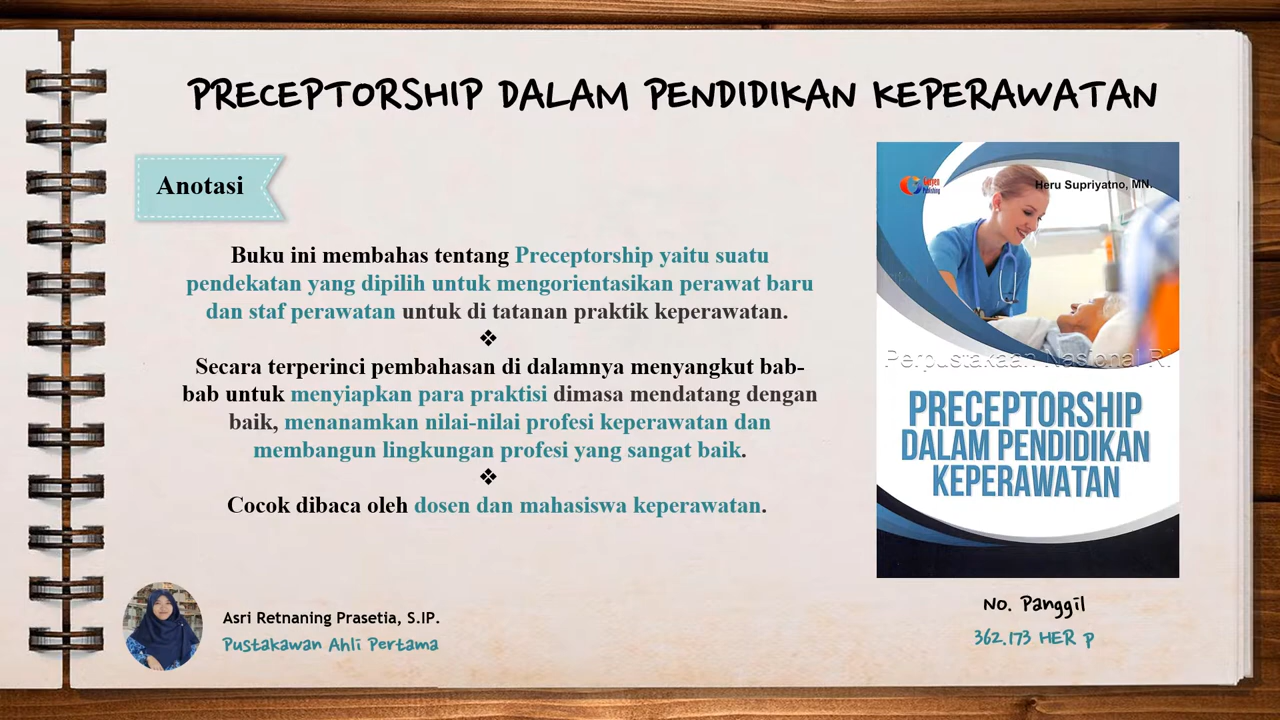 PRECEPTORSHIP DALAM PENDIDIKAN KEPERAWATAN
Anotasi
Buku ini membahas tentang Preceptorship yaitu suatu
pendekatan yang dipilih untuk mengorientasikan perawat baru
dan staf perawatan untuk di tatanan praktik keperawatan.
❖
Secara terperinci pembahasan di dalamnya menyangkut bab-
bab untuk menyiapkan para praktisi dimasa mendatang dengan
baik, menanamkan nilai-nilai profesi keperawatan dan
membangun lingkungan profesi yang sangat baik.
❖
Cocok dibaca oleh dosen dan mahasiswa keperawatan.
Asri Retnaning Prasetia, S.IP.
Pustakawan Ahli Pertama
Heru Supriyatno, MN.
Perpustakaan Nasional RI
PRECEPTORSHIP
DALAM PENDIDIKAN
KEPERAWATAN
No. Panggil
362.173 HER p